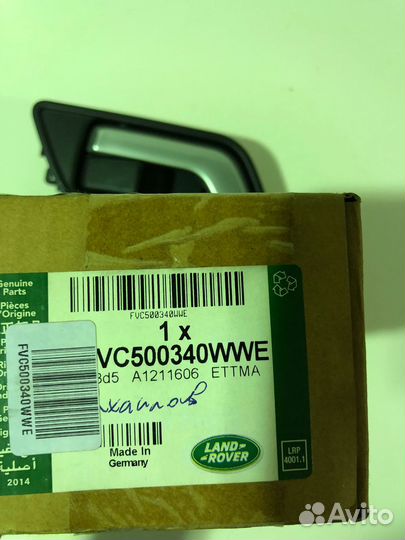 Genuine
Parts
Pièces
d'Origine
FVC500340WWE
1 x
VC500340WWE
3d5 A1211606 ETTMA
FVC500340WWE
Made In
Germany
LAND-
ROVER
LRP
4001.1
أصلية
2014
Avito